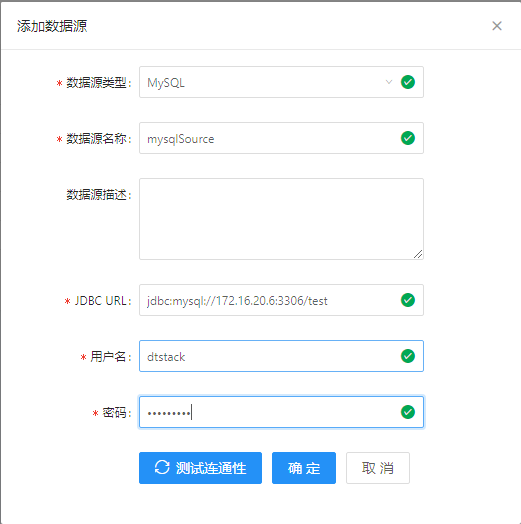 添加数据源
* 数据源类型: MySQL
* 数据源名称: mysqlSource
数据源描述:
* JDBC URL: jdbc:mysql://172.16.20.6:3306/test
* 用户名: dtstack
* 密码: •••••••••
测试连通性 确 定 取 消